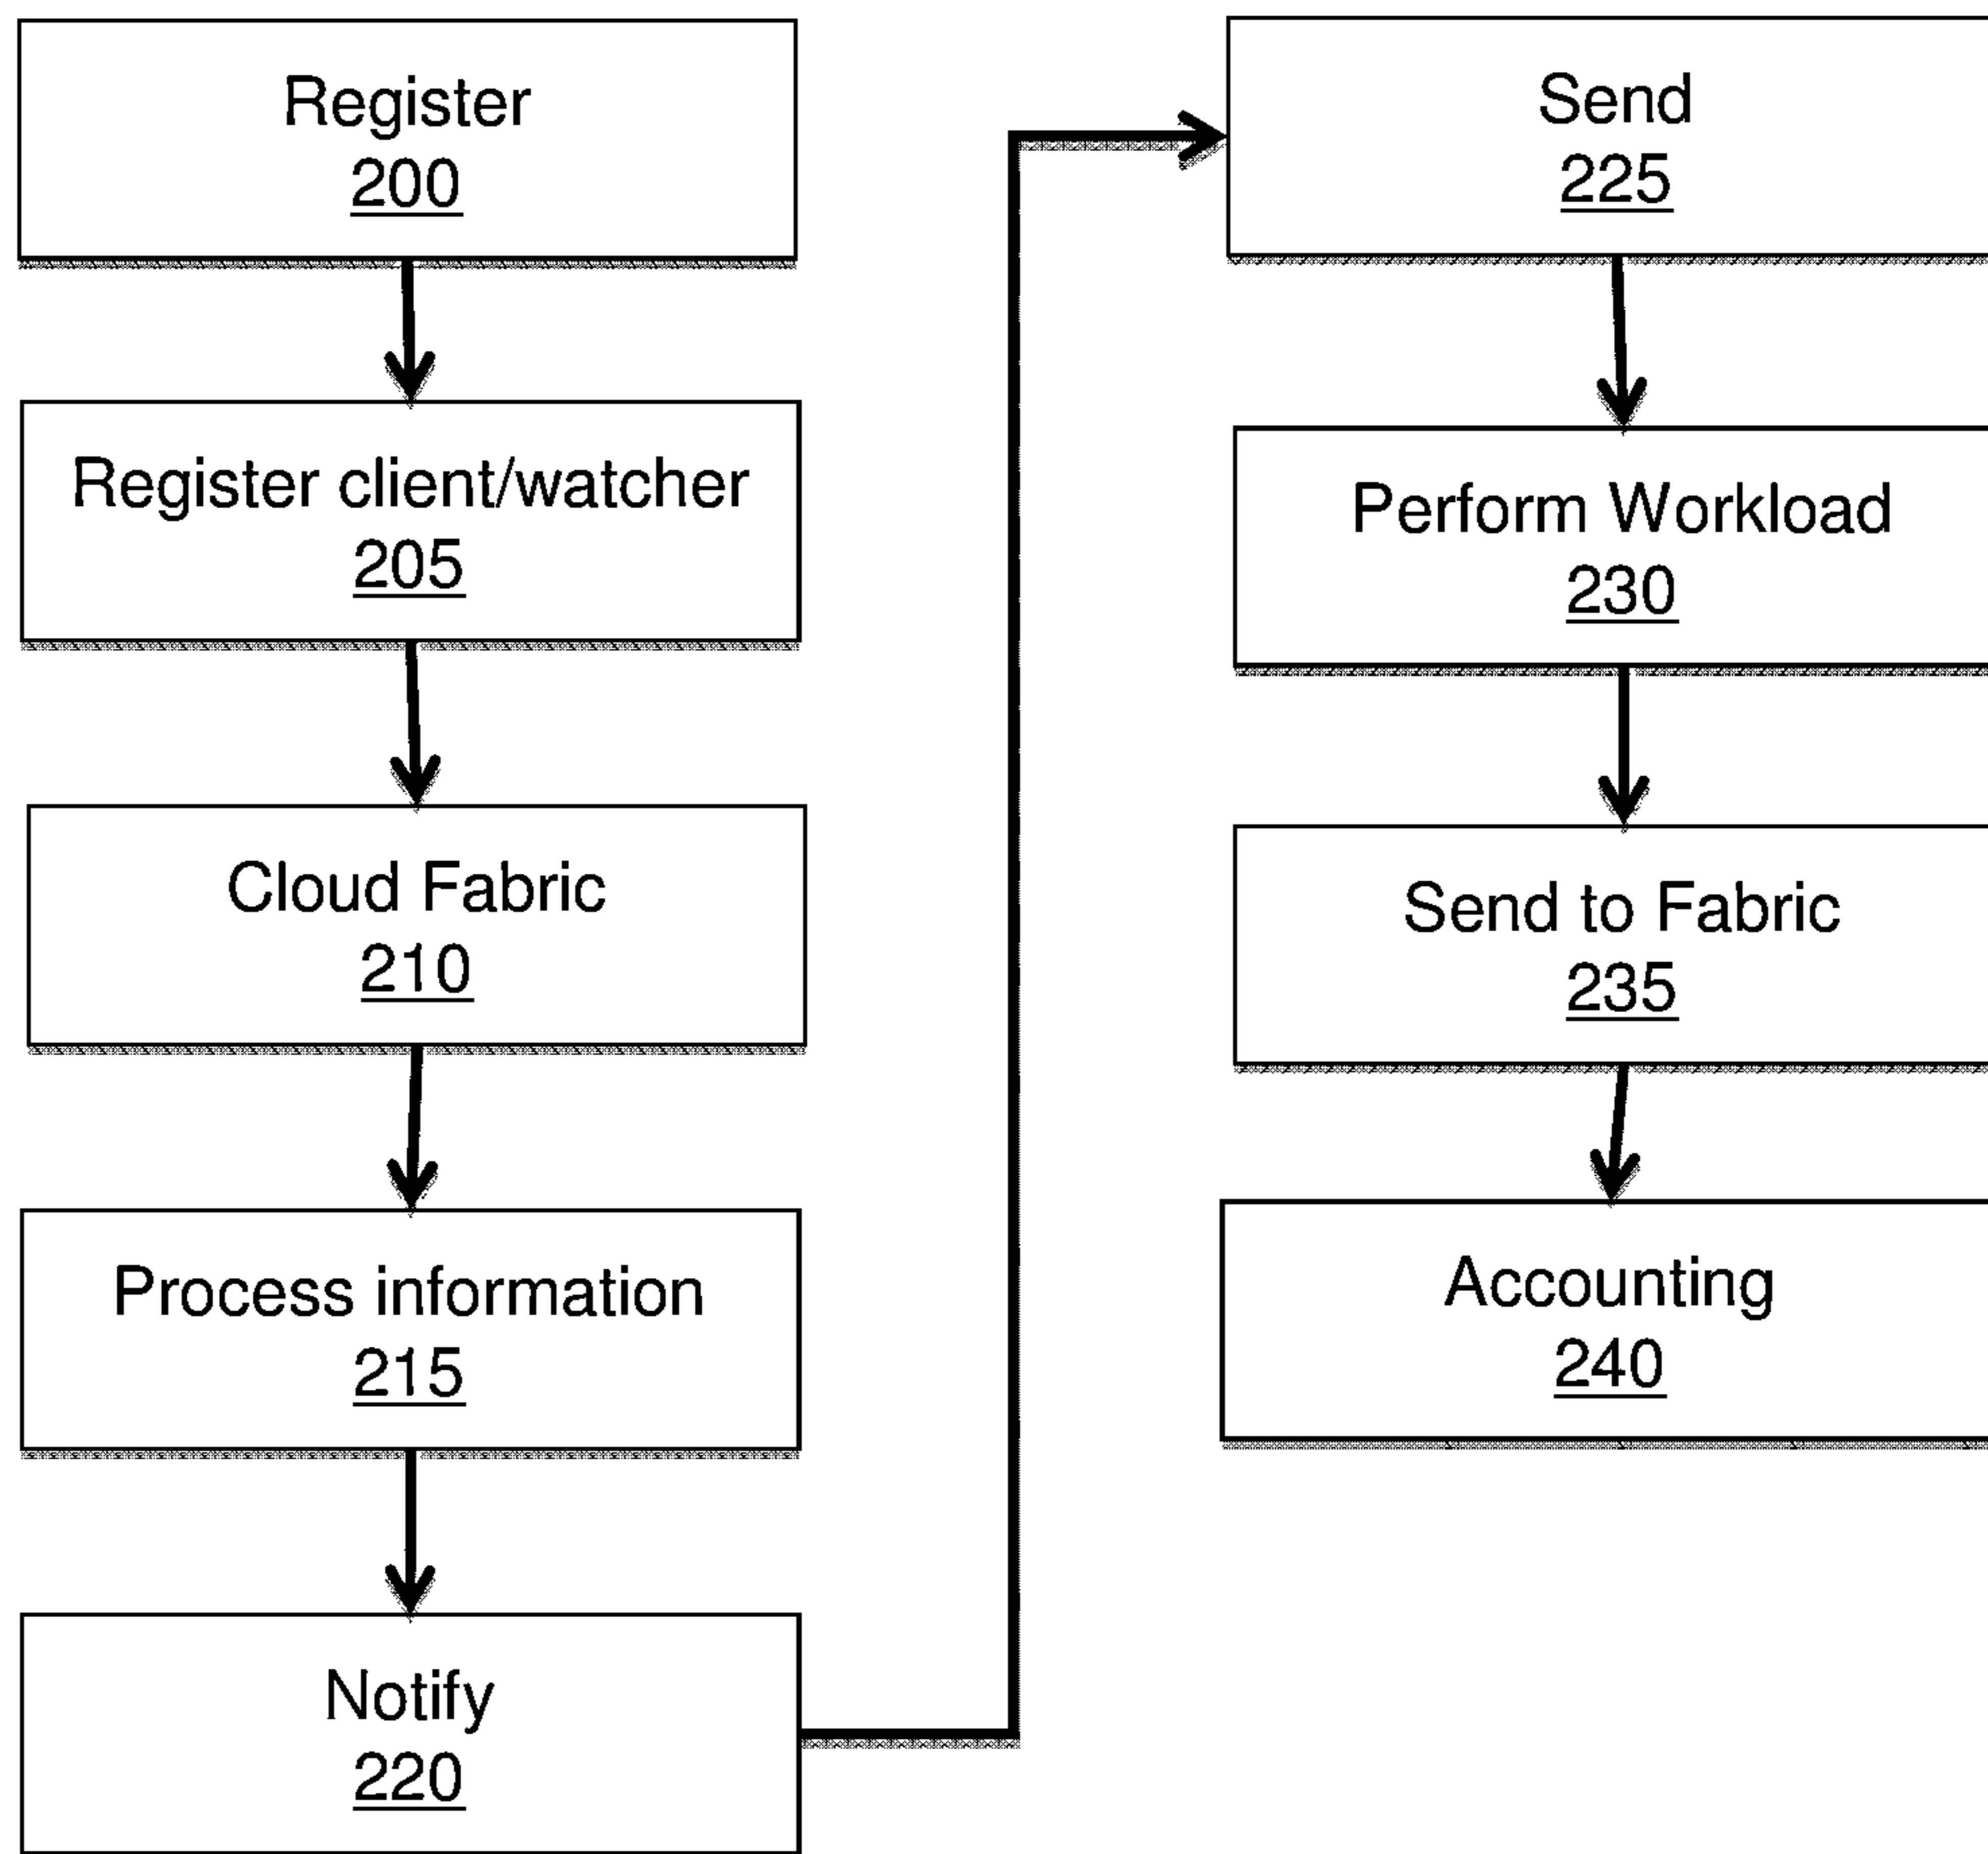 Register
200
Register client/watcher
205
Cloud Fabric
210
Process information
215
Notify
220
Send
225
Perform Workload
230
Send to Fabric
235
Accounting
240